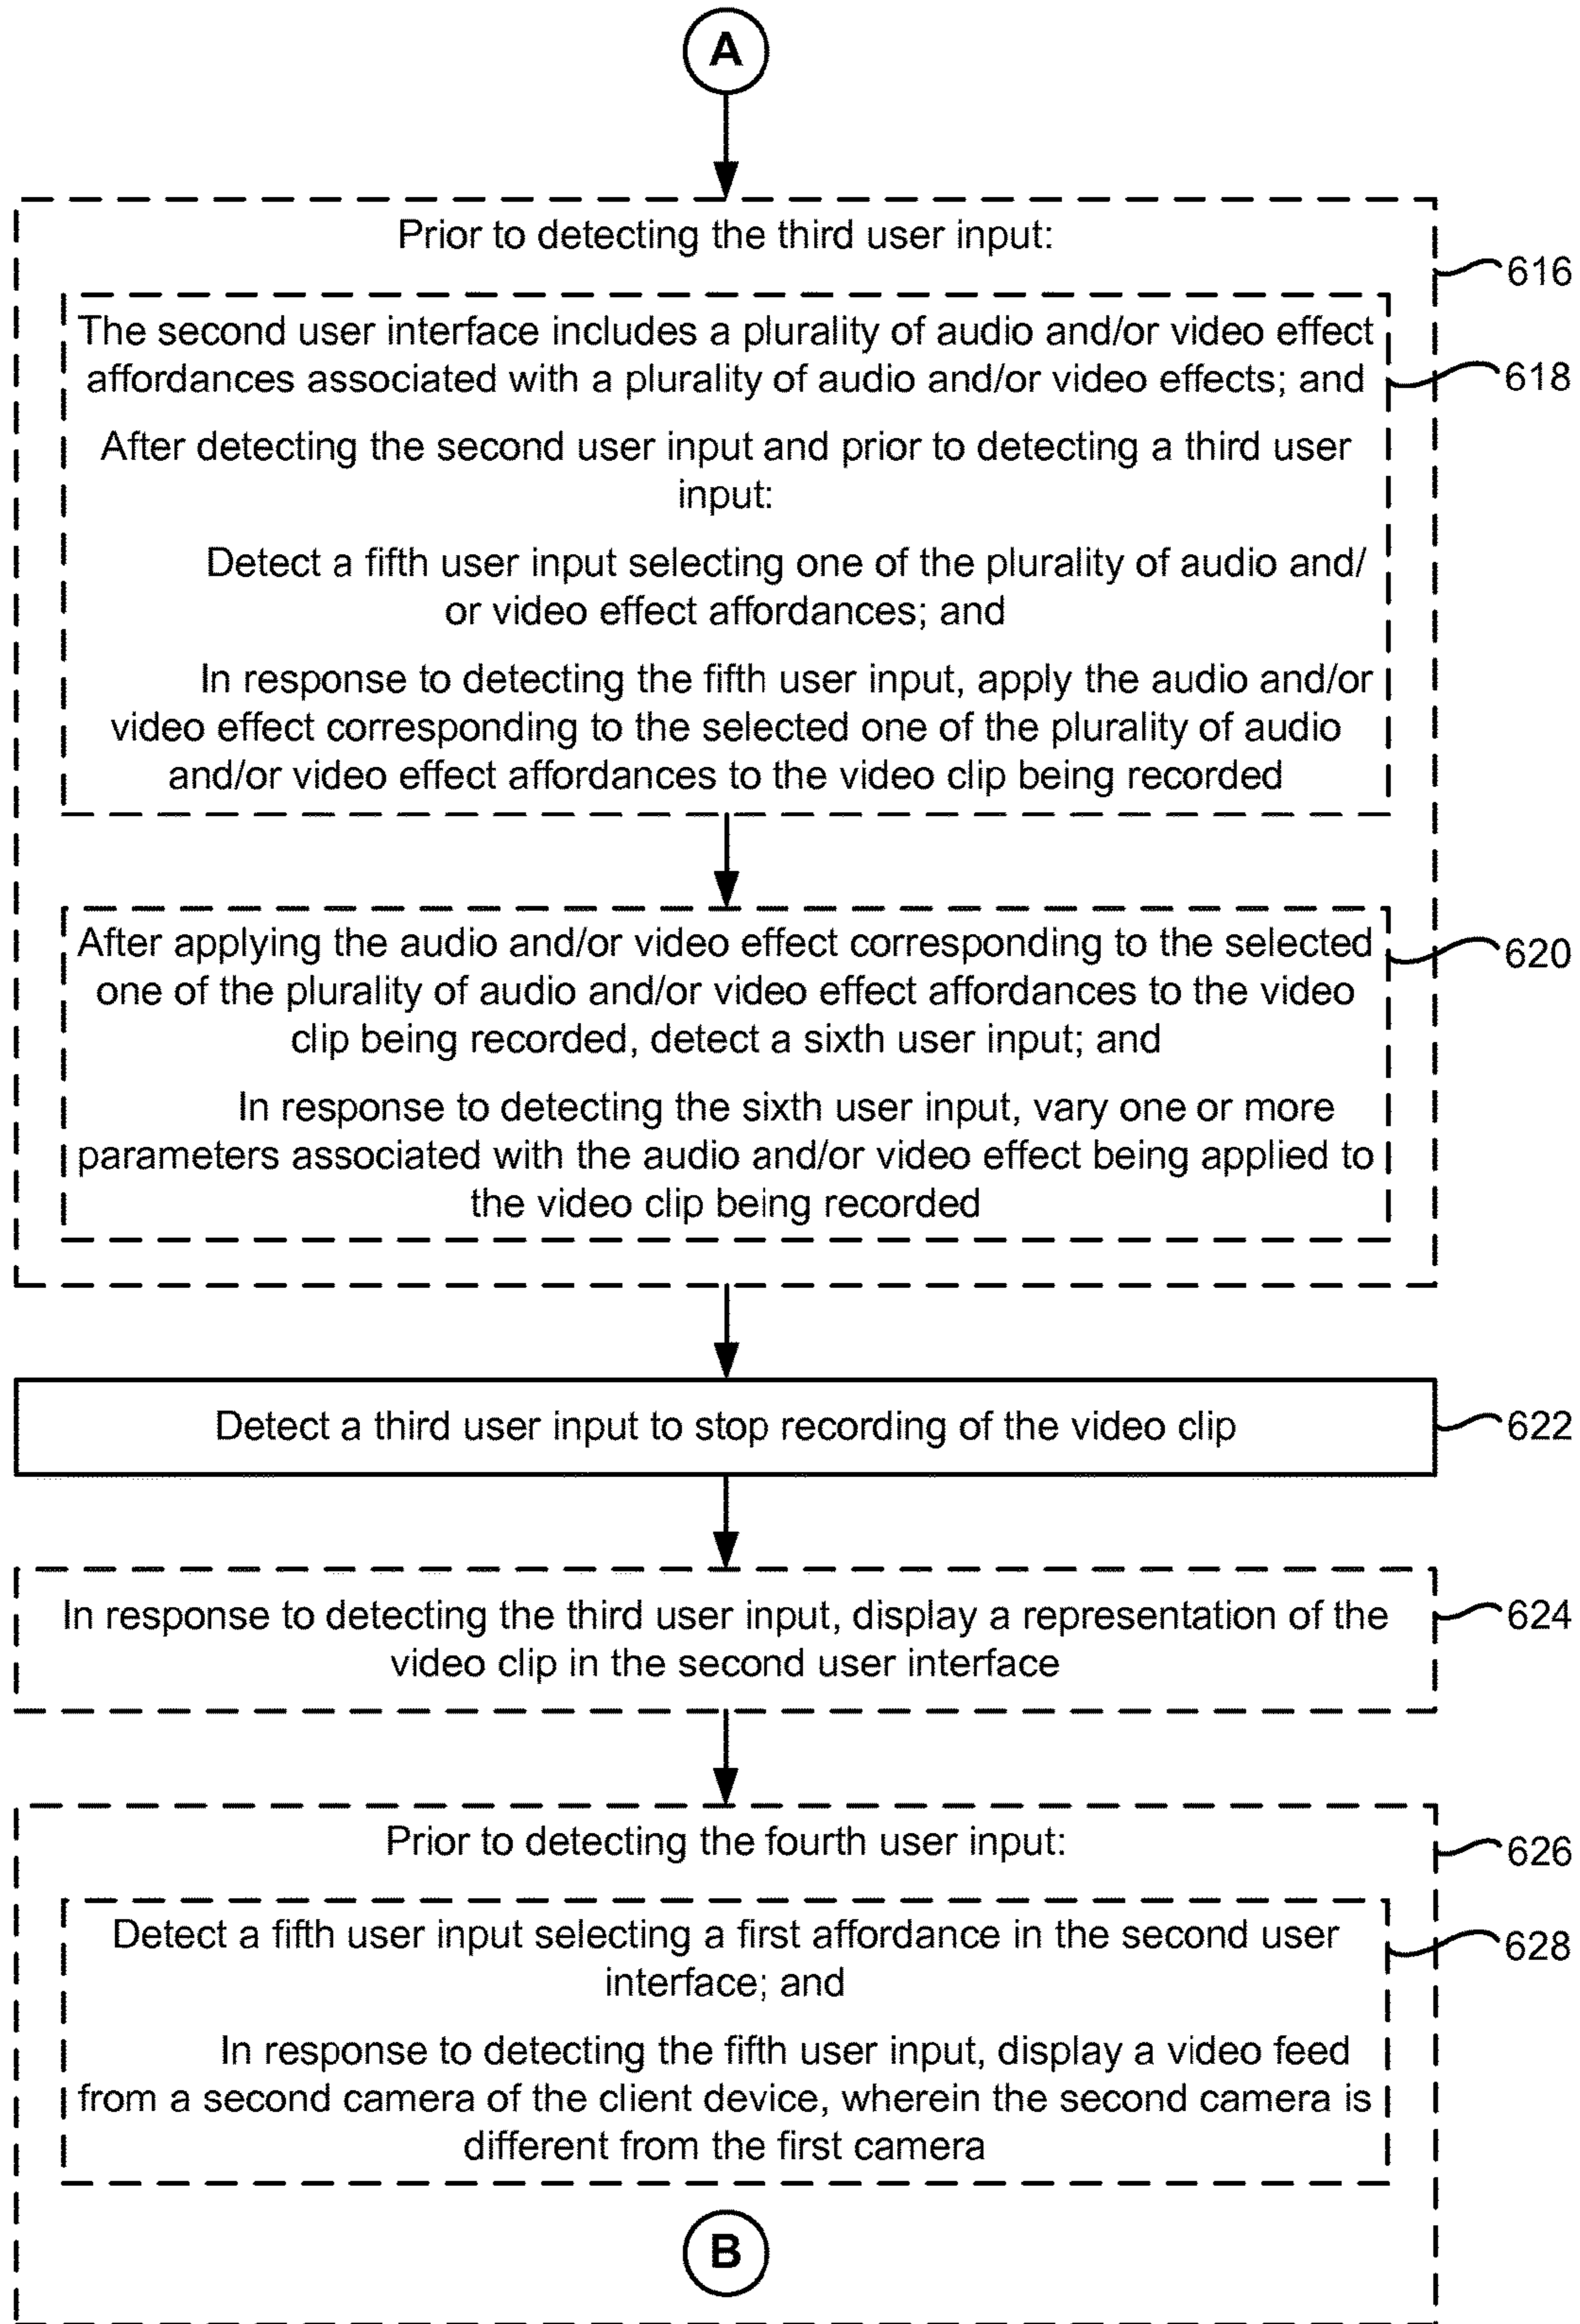 A
Prior to detecting the third user input:
616
The second user interface includes a plurality of audio and/or video effect
affordances associated with a plurality of audio and/or video effects; and
618
After detecting the second user input and prior to detecting a third user
input:
Detect a fifth user input selecting one of the plurality of audio and/
or video effect affordances; and
In response to detecting the fifth user input, apply the audio and/or
video effect corresponding to the selected one of the plurality of audio
and/or video effect affordances to the video clip being recorded
After applying the audio and/or video effect corresponding to the selected
620
one of the plurality of audio and/or video effect affordances to the video
clip being recorded, detect a sixth user input; and
In response to detecting the sixth user input, vary one or more
parameters associated with the audio and/or video effect being applied to
the video clip being recorded
Detect a third user input to stop recording of the video clip
622
In response to detecting the third user input, display a representation of the
624
video clip in the second user interface
Prior to detecting the fourth user input:
626
Detect a fifth user input selecting a first affordance in the second user
628
interface; and
In response to detecting the fifth user input, display a video feed
from a second camera of the client device, wherein the second camera is
different from the first camera
B